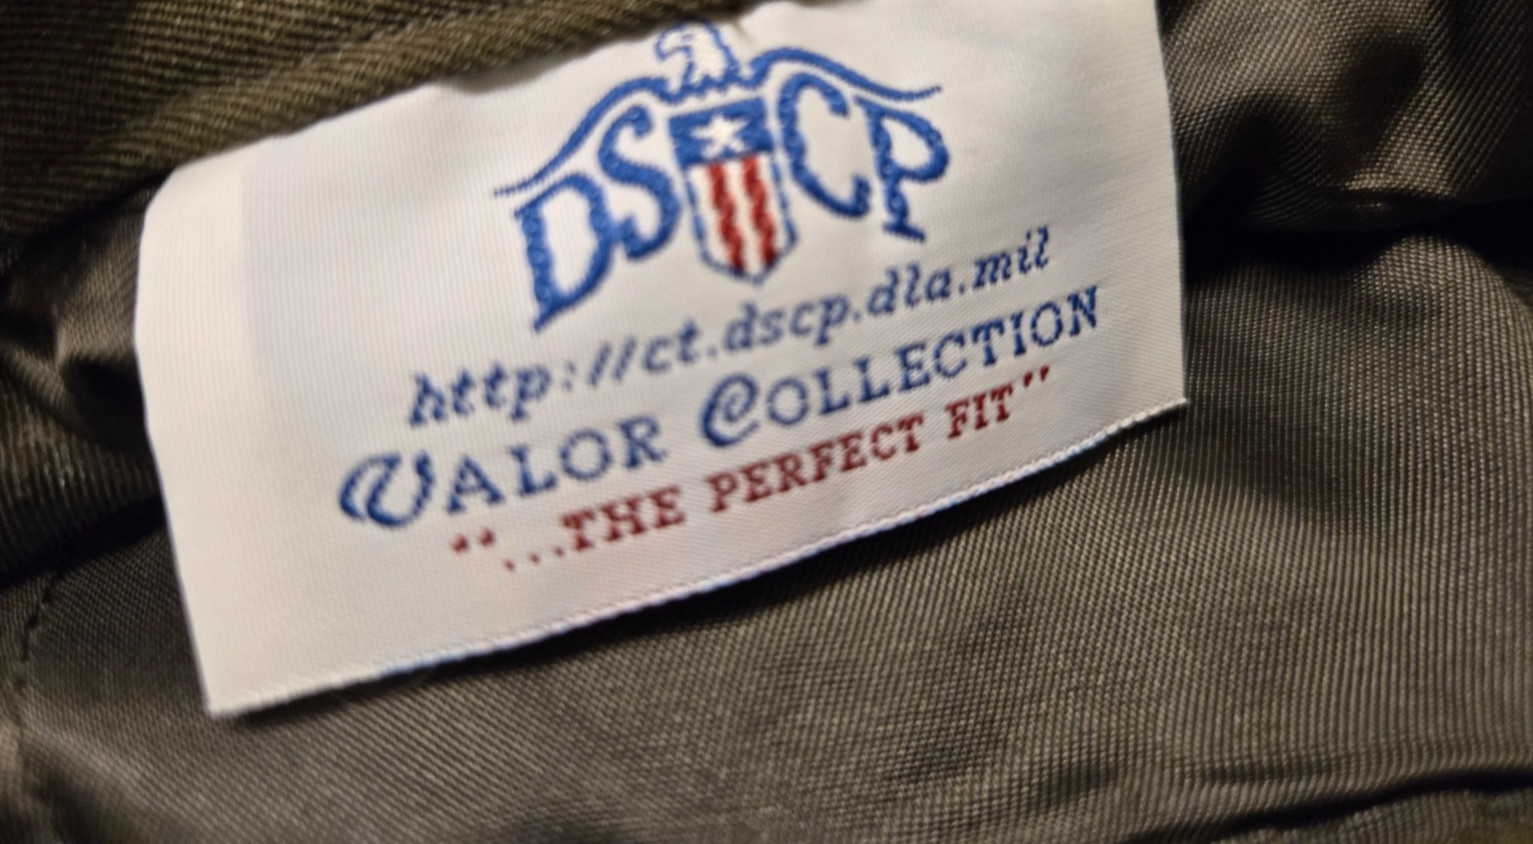 DSCP
http://ct.dscp.dla.mil
VALOR COLLECTION
“...THE PERFECT FIT”